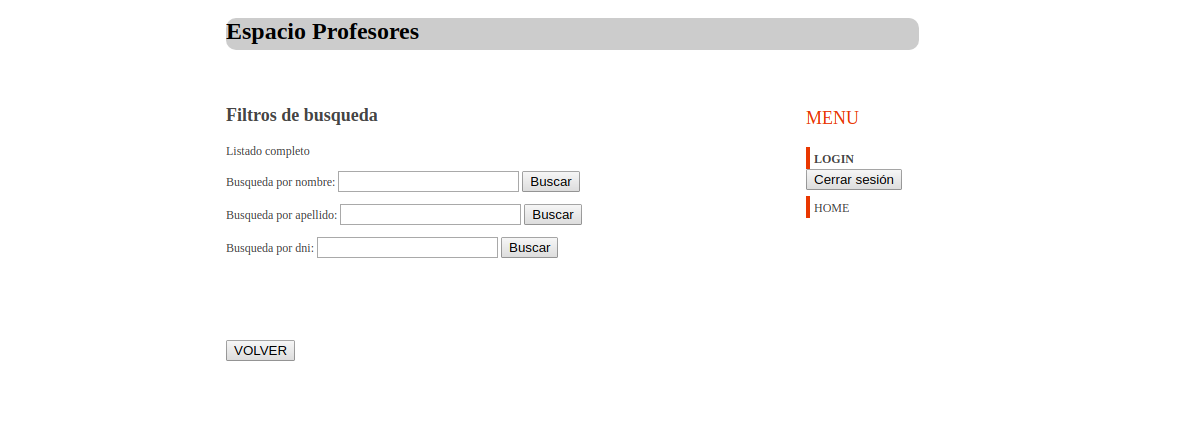 Espacio Profesores
Filtros de busqueda
Listado completo
Busqueda por nombre: Buscar
Busqueda por apellido: Buscar
Busqueda por dni: Buscar
VOLVER
MENU
LOGIN
Cerrar sesión
HOME